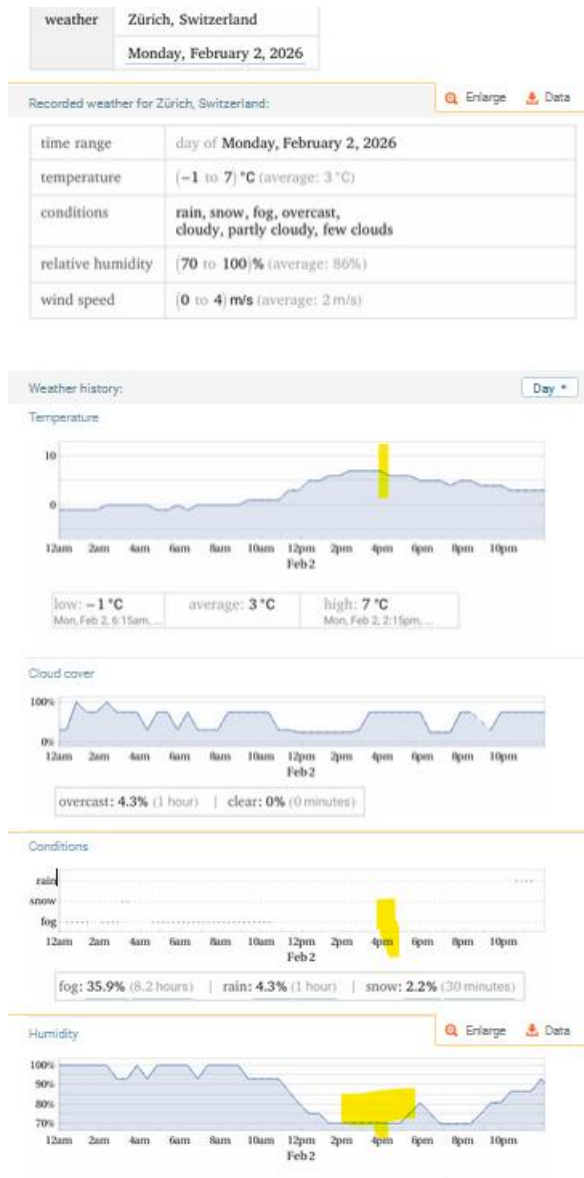 weather
Zürich, Switzerland
Monday, February 2, 2026
Recorded weather for Zürich, Switzerland:
Enlarge
Data
time range
day of Monday, February 2, 2026
temperature
(−1 to 7) °C (average: 3 °C)
conditions
rain, snow, fog, overcast,
cloudy, partly cloudy, few clouds
relative humidity
(70 to 100)% (average: 86%)
wind speed
(0 to 4) m/s (average: 2 m/s)
Weather history:
Day
Temperature
10
0
12am 2am 4am 6am 8am 10am 12pm 2pm 4pm 6pm 8pm 10pm
Feb 2
low: −1 °C
Mon, Feb 2, 6:15am, ...
average: 3 °C
high: 7 °C
Mon, Feb 2, 2:15pm, ...
Cloud cover
100%
0%
12am 2am 4am 6am 8am 10am 12pm 2pm 4pm 6pm 8pm 10pm
Feb 2
overcast: 4.3% (1 hour) | clear: 0% (0 minutes)
Conditions
rain
snow
fog
12am 2am 4am 6am 8am 10am 12pm 2pm 4pm 6pm 8pm 10pm
Feb 2
fog: 35.9% (8.2 hours) | rain: 4.3% (1 hour) | snow: 2.2% (30 minutes)
Humidity
Enlarge
Data
100%
90%
80%
70%
12am 2am 4am 6am 8am 10am 12pm 2pm 4pm 6pm 8pm 10pm
Feb 2